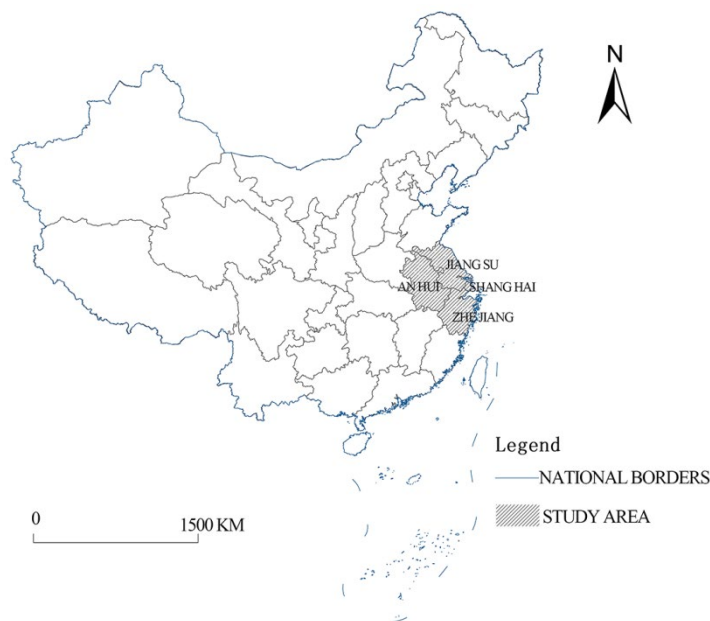 N
JIANG SU
AN HUI
SHANG HAI
ZHE JIANG
Legend
NATIONAL BORDERS
STUDY AREA
0
1500 KM